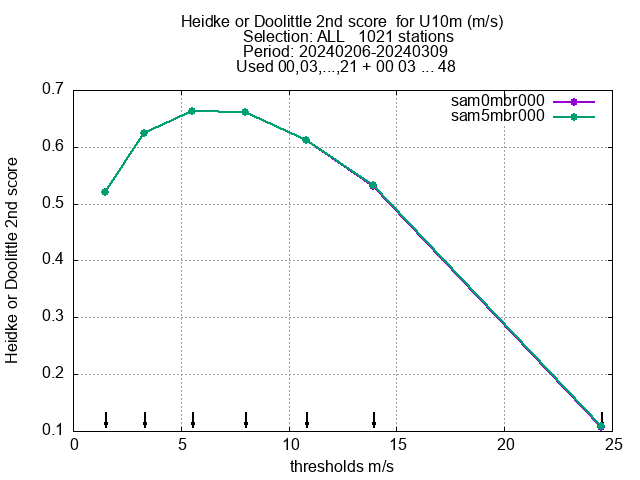 Heidke or Doolittle 2nd score  for U10m (m/s)
Selection: ALL   1021 stations
Period: 20240206-20240309
Used 00,03,...,21 + 00 03 ... 48
sam0mbr000
sam5mbr000
0.7
0.6
0.5
0.4
0.3
0.2
0.1
Heidke or Doolittle 2nd score
0 5 10 15 20 25
thresholds m/s